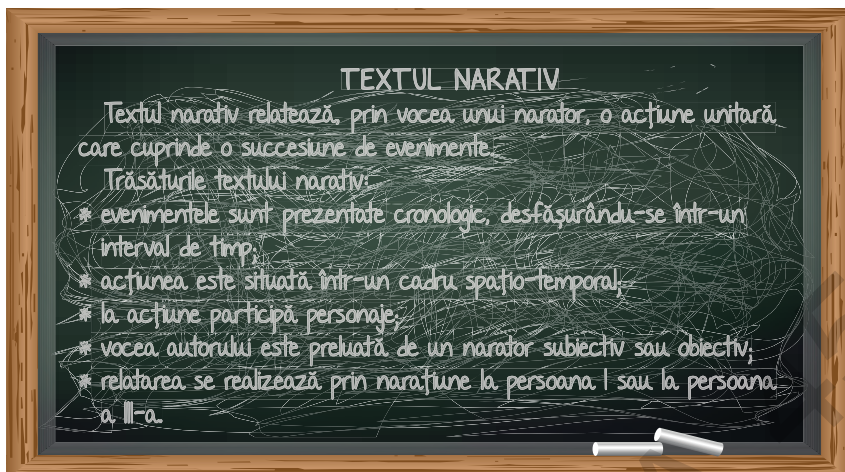 TEXTUL NARATIV
Textul narativ relatează, prin vocea unui narator, o acțiune unitară,
care cuprinde o succesiune de evenimente.
Trăsăturile textului narativ:
* evenimentele sunt prezentate cronologic, desfășurându-se într-un
interval de timp;
* acțiunea este situată într-un cadru spațio-temporal;
* la acțiune participă personaje;
* vocea autorului este preluată de un narator subiectiv sau obiectiv;
* relatarea se realizează prin narațiune la persoana I sau la persoana
a III-a.